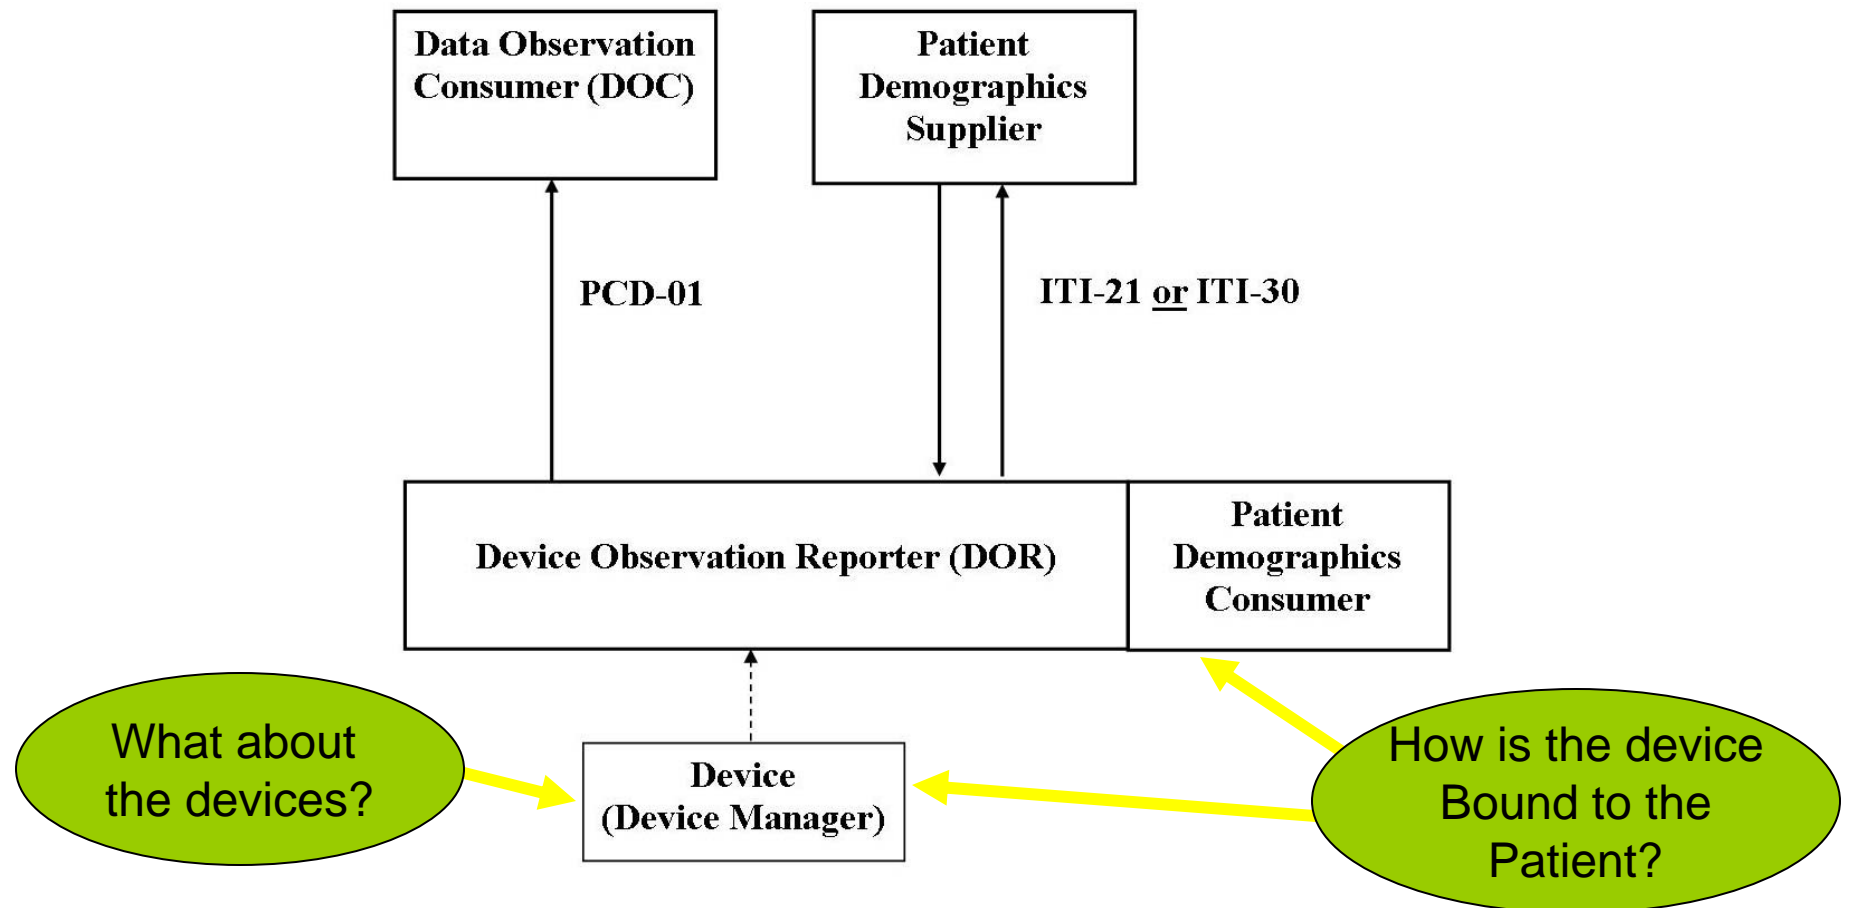 Data Observation
Consumer (DOC)
Patient
Demographics
Supplier
PCD-01
ITI-21 or ITI-30
Device Observation Reporter (DOR)
Patient
Demographics
Consumer
What about
the devices?
Device
(Device Manager)
How is the device
Bound to the
Patient?